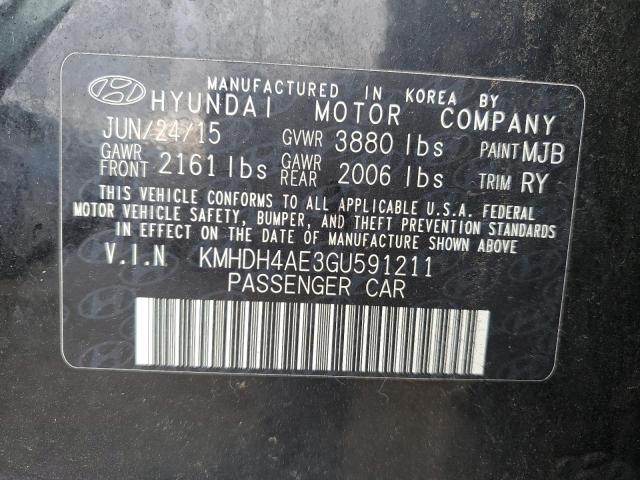 MANUFACTURED IN KOREA BY
HYUNDAI MOTOR COMPANY
JUN/24/15 GVWR 3880 lbs PAINT MJB
GAWR FRONT 2161 lbs GAWR REAR 2006 lbs TRIM RY
THIS VEHICLE CONFORMS TO ALL APPLICABLE U.S.A. FEDERAL
MOTOR VEHICLE SAFETY, BUMPER, AND THEFT PREVENTION STANDARDS
IN EFFECT ON THE DATE OF MANUFACTURE SHOWN ABOVE.
V.I.N KMHDH4AE3GU591211
PASSENGER CAR